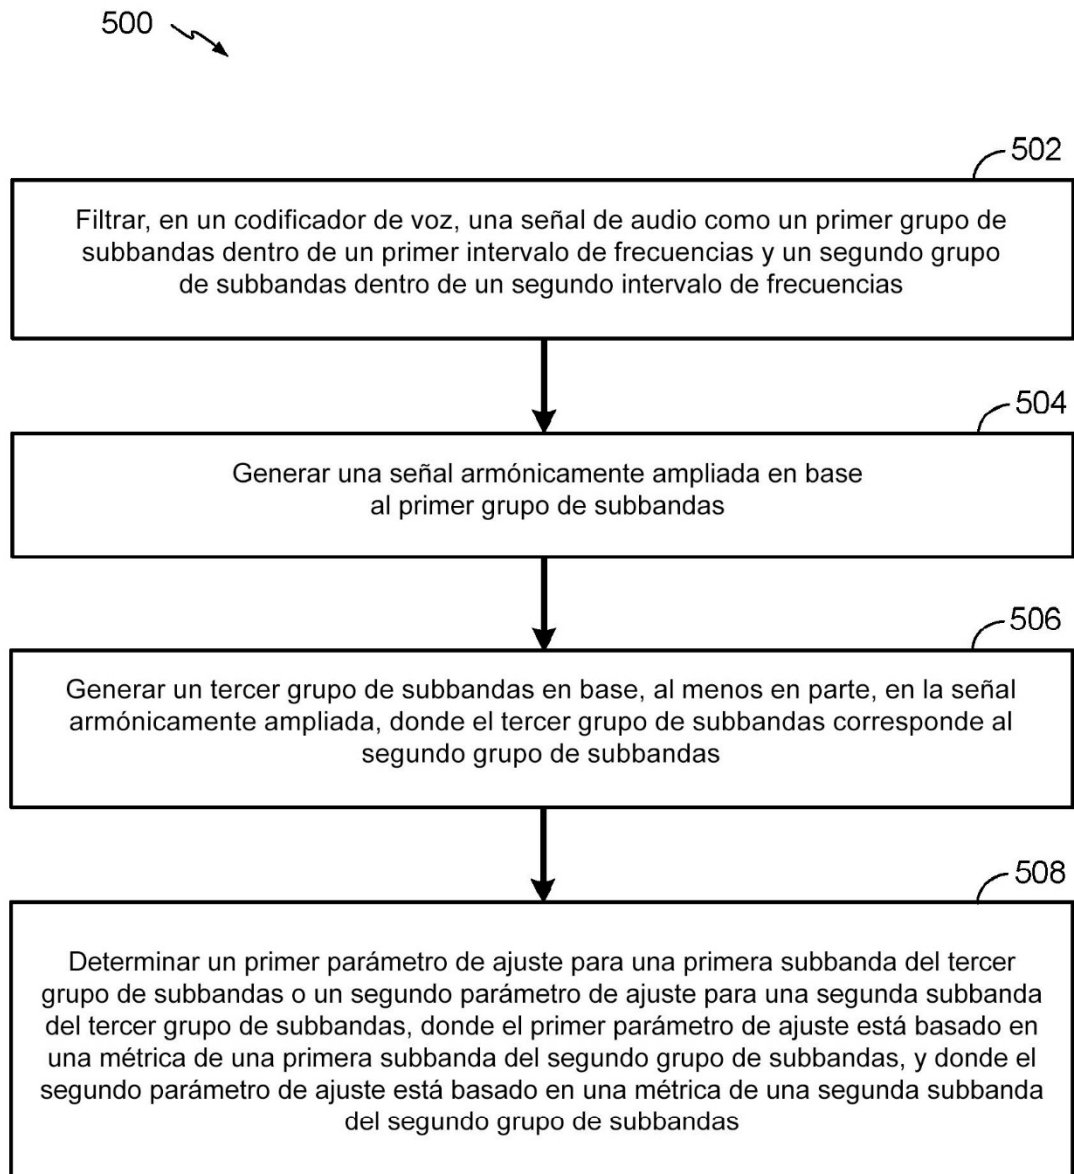 500
502
Filtrar, en un codificador de voz, una señal de audio como un primer grupo de
subbandas dentro de un primer intervalo de frecuencias y un segundo grupo
de subbandas dentro de un segundo intervalo de frecuencias
504
Generar una señal armónicamente ampliada en base
al primer grupo de subbandas
506
Generar un tercer grupo de subbandas en base, al menos en parte, en la señal
armónicamente ampliada, donde el tercer grupo de subbandas corresponde al
segundo grupo de subbandas
508
Determinar un primer parámetro de ajuste para una primera subbanda del tercer
grupo de subbandas o un segundo parámetro de ajuste para una segunda subbanda
del tercer grupo de subbandas, donde el primer parámetro de ajuste está basado en
una métrica de una primera subbanda del segundo grupo de subbandas, y donde el
segundo parámetro de ajuste está basado en una métrica de una segunda subbanda
del segundo grupo de subbandas